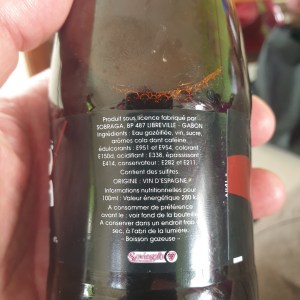 Produit sous licence fabriqué par
SOBRAGA, BP 487 LIBREVILLE - GABON
Ingrédients : Eau gazéifiée, vin, sucre,
arômes cola dont caféine,
édulcorants : E951 et E954, colorant :
E150d, acidifiant : E338, épaississant :
E414, conservateur : E202 et E211.
Contient des sulfites.
ORIGINE : VIN D'ESPAGNE
Informations nutritionnelles pour
100ml : Valeur énergétique 260
A consommer de préférence
avant le : voir fond de la bouteille
A conserver dans un endroit frais
sec, à l'abri de la lumière.
- Boisson gazeuse -